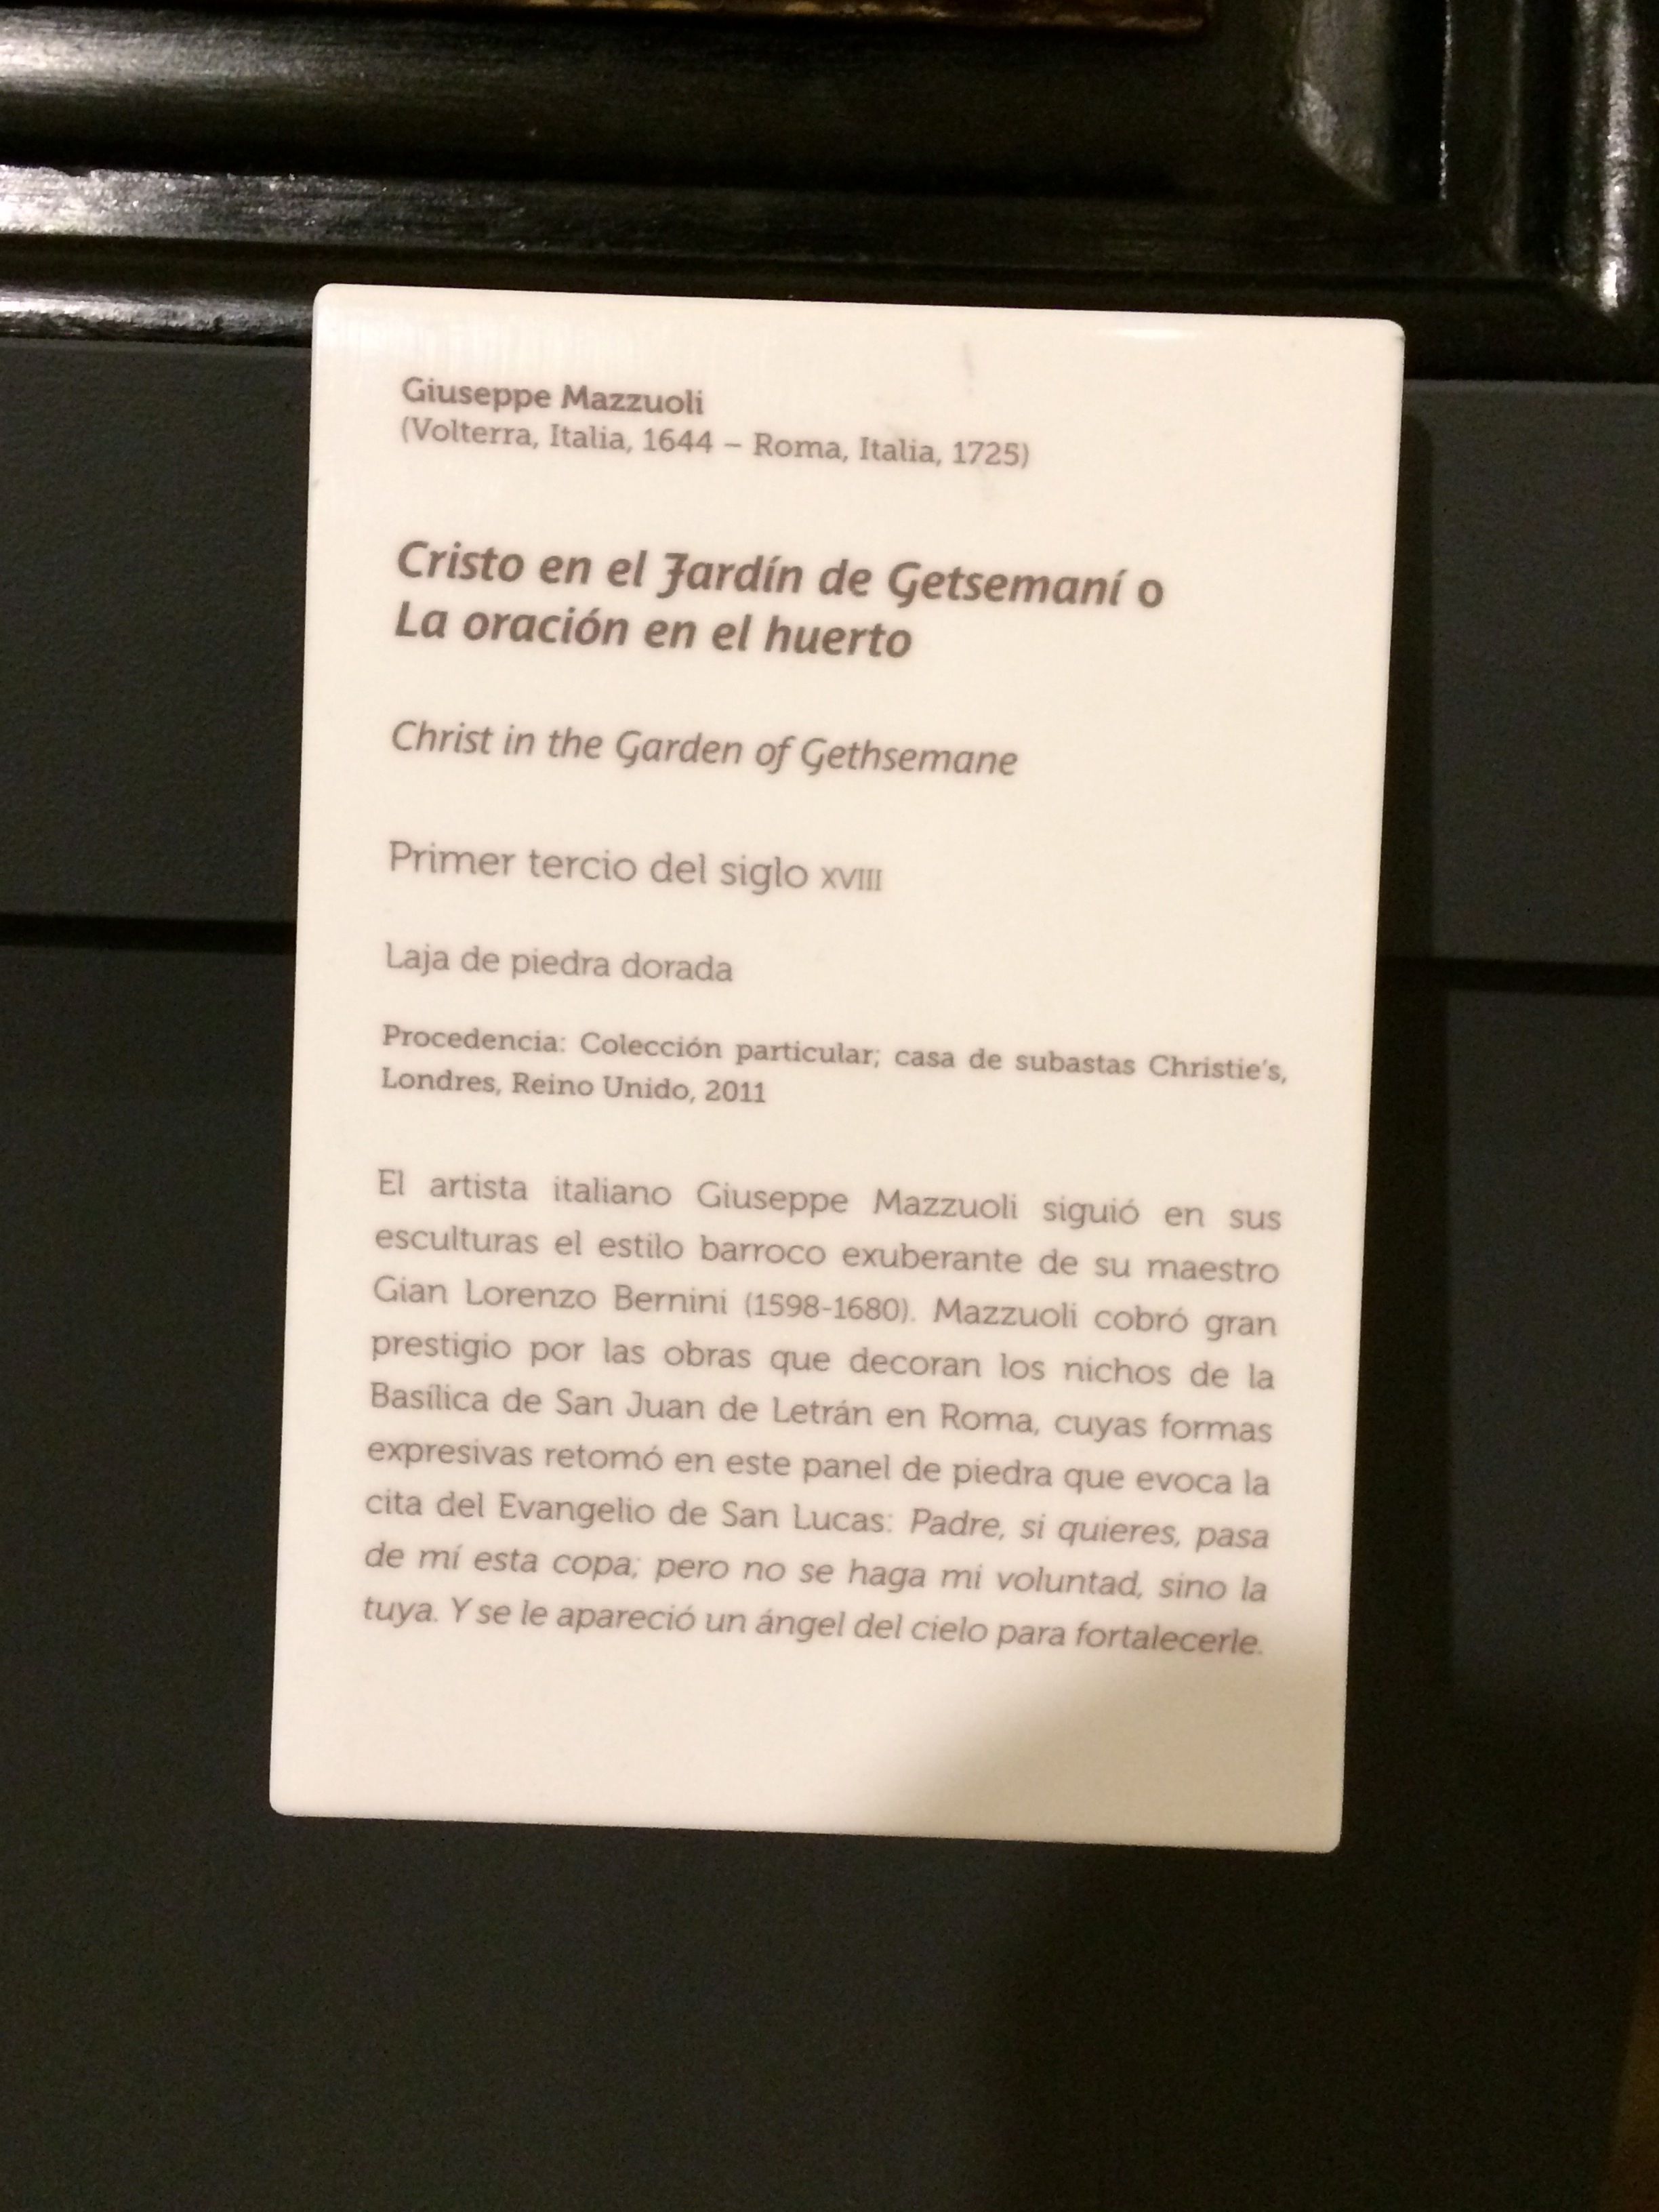 Giuseppe Mazzuoli
(Volterra, Italia, 1644 – Roma, Italia, 1725)
Cristo en el Jardín de Getsemaní o
La oración en el huerto
Christ in the Garden of Gethsemane
Primer tercio del siglo XVIII
Laja de piedra dorada
Procedencia: Colección particular; casa de subastas Christie's,
Londres, Reino Unido, 2011
El artista italiano Giuseppe Mazzuoli siguió en sus
esculturas el estilo barroco exuberante de su maestro
Gian Lorenzo Bernini (1598-1680). Mazzuoli cobró gran
prestigio por las obras que decoran los nichos de la
Basílica de San Juan de Letrán en Roma, cuyas formas
expresivas retomó en este panel de piedra que evoca la
cita del Evangelio de San Lucas: Padre, si quieres, pasa
de mí esta copa; pero no se haga mi voluntad, sino la
tuya. Y se le apareció un ángel del cielo para fortalecerle.